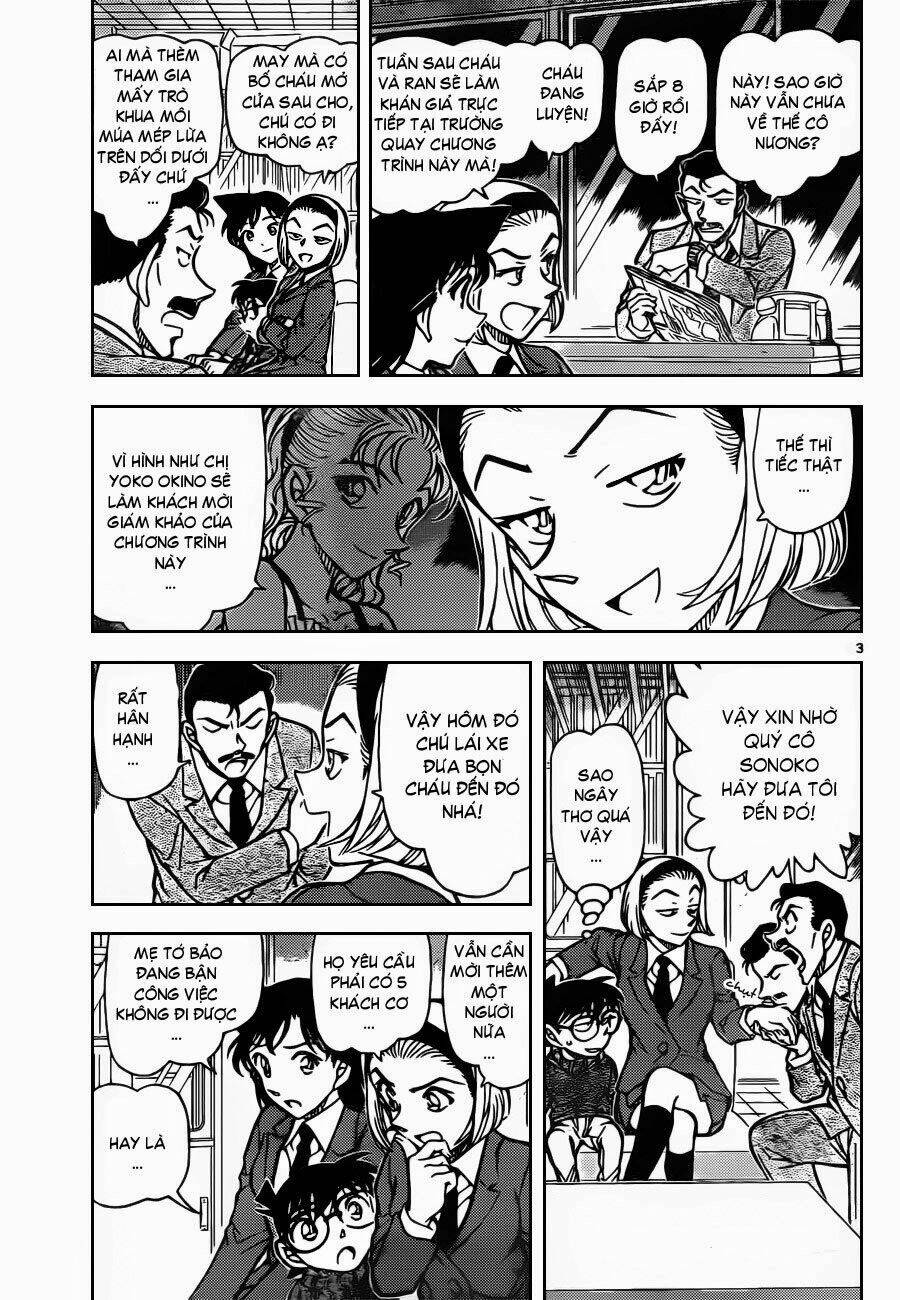 NÀY! SAO GIỜ
NÀY VẪN CHƯA
VỀ THẾ CÔ
NƯƠNG?
SẮP 8
GIỜ RỒI
ĐẤY!
CHÁU
ĐANG
LUYỆN!
TUẦN SAU CHÁU
VÀ RAN SẼ LÀM
KHÁN GIẢ TRỰC
TIẾP TẠI TRƯỜNG
QUAY CHƯƠNG
TRÌNH NÀY MÀ!
MAY MÀ CÓ
BỐ CHÁU MỞ
CỬA SAU CHO,
CHÚ CÓ ĐI
KHÔNG Ạ?
AI MÀ THÈM
THAM GIA
MẤY TRÒ
KHUA MÔI
MÚA MÉP LỪA
TRÊN DỐI DƯỚI
ĐẤY CHỨ
...
THẾ THÌ
TIẾC THẬT
...
VÌ HÌNH NHƯ CHỊ
YOKO OKINO SẼ
LÀM KHÁCH MỜI
GIÁM KHẢO CỦA
CHƯƠNG TRÌNH
NÀY
...
3
VẬY XIN NHỜ
QUÝ CÔ
SONOKO
HÃY ĐƯA TÔI
ĐẾN ĐÓ!
SAO
NGÂY
THƠ QUÁ
VẬY
...
Chut
VẬY HÔM ĐÓ
CHÚ LÁI XE
ĐƯA BỌN
CHÁU ĐẾN ĐÓ
NHÁ!
RẤT
HÂN
HẠNH
...
VẪN CẦN
MỜI THÊM
MỘT
NGƯỜI
NỮA
...
HỌ YÊU CẦU
PHẢI CÓ 5
KHÁCH CƠ
...
MẸ TỚ BẢO
ĐANG BẬN
CÔNG VIỆC
KHÔNG ĐI ĐƯỢC
...
HAY LÀ
...